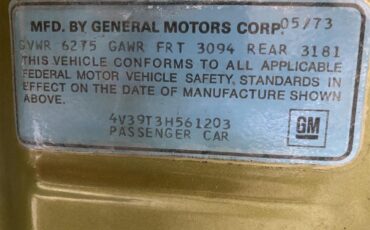 MFD. BY GENERAL MOTORS CORP. 05/73
GVWR 6275 GAWR FRT 3094 REAR 3181
THIS VEHICLE CONFORMS TO ALL APPLICABLE
FEDERAL MOTOR VEHICLE SAFETY, STANDARDS IN
EFFECT ON THE DATE OF MANUFACTURE SHOWN
ABOVE.
4V39T3H561203
PASSENGER CAR
GM